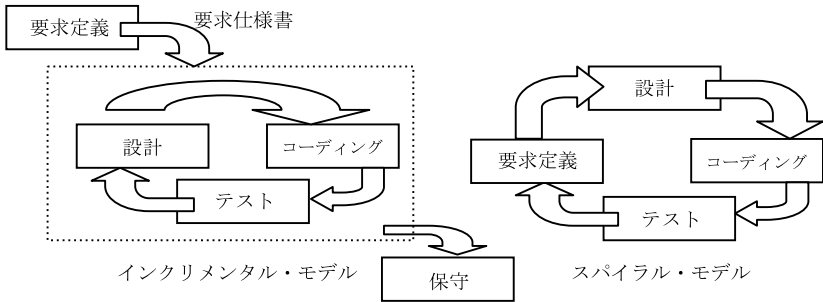 要求定義
要求仕様書
設計
コーディング
テスト
保守
インクリメンタル・モデル
設計
要求定義
コーディング
テスト
スパイラル・モデル